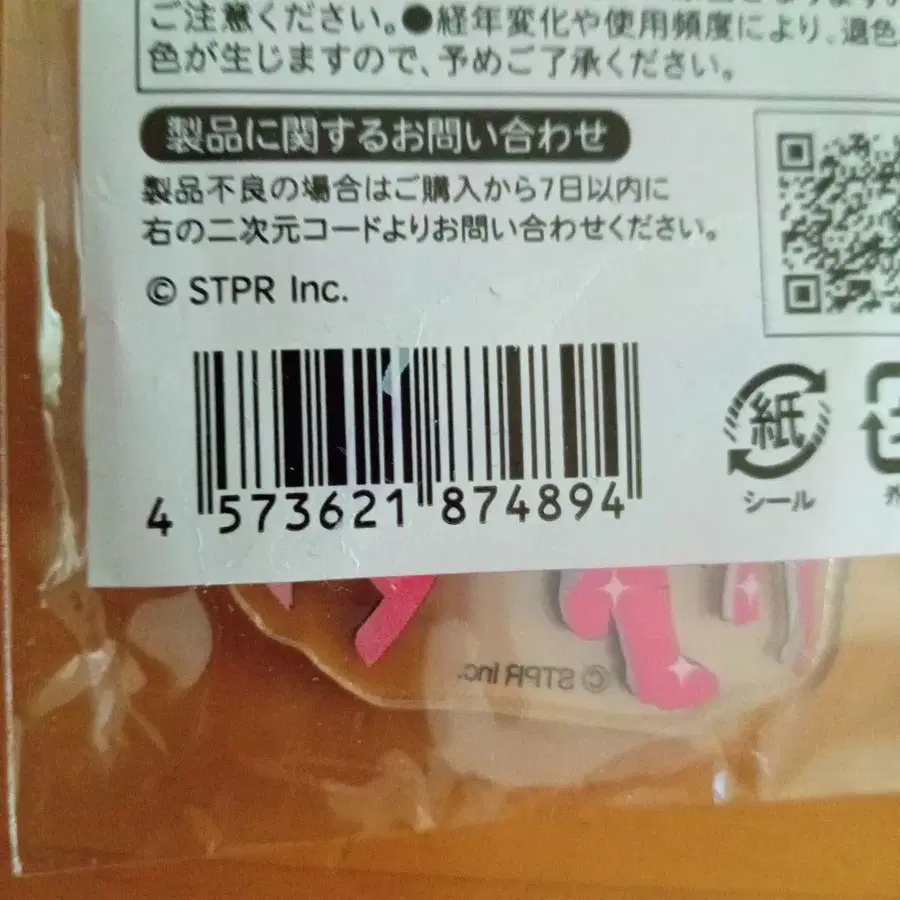 ご注意ください。●経年変化や使用頻度により、退色
色が生じますので、予めご了承ください。
製品に関するお問い合わせ
製品不良の場合はご購入から7日以内に
右の二次元コードよりお問い合わせください。
© STPR Inc.
紙
シール
4 573621 874894
© STPR Inc.